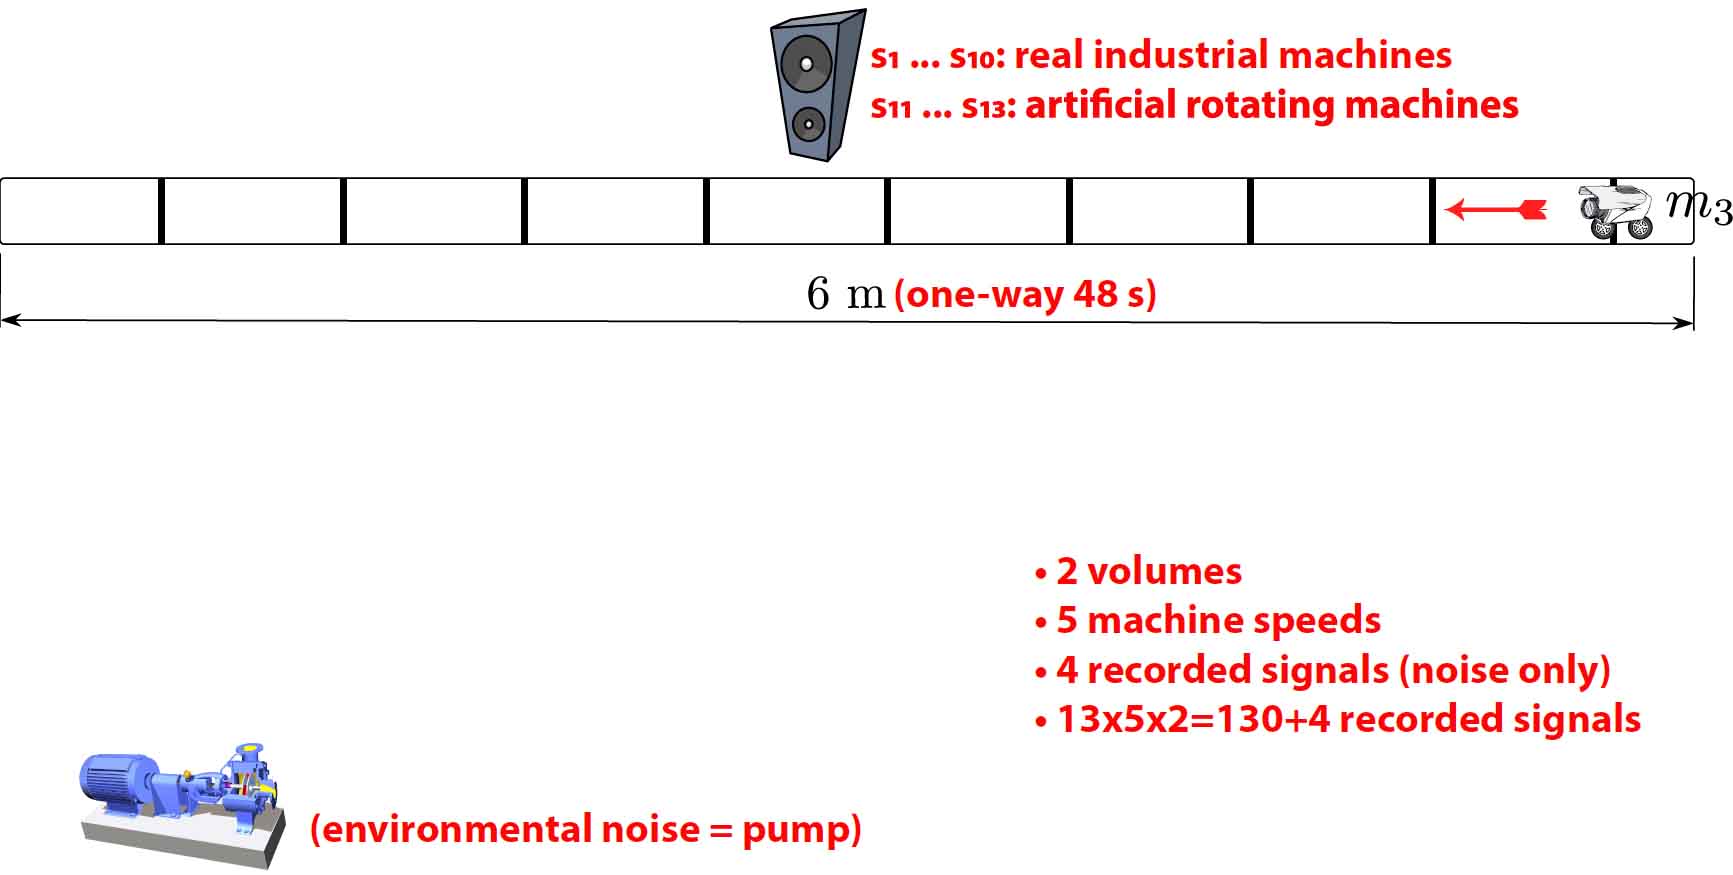 s₁ ... s₁₀: real industrial machines
s₁₁ ... s₁₃: artificial rotating machines
m₃
6 m (one-way 48 s)
• 2 volumes
• 5 machine speeds
• 4 recorded signals (noise only)
• 13x5x2=130+4 recorded signals
(environmental noise = pump)